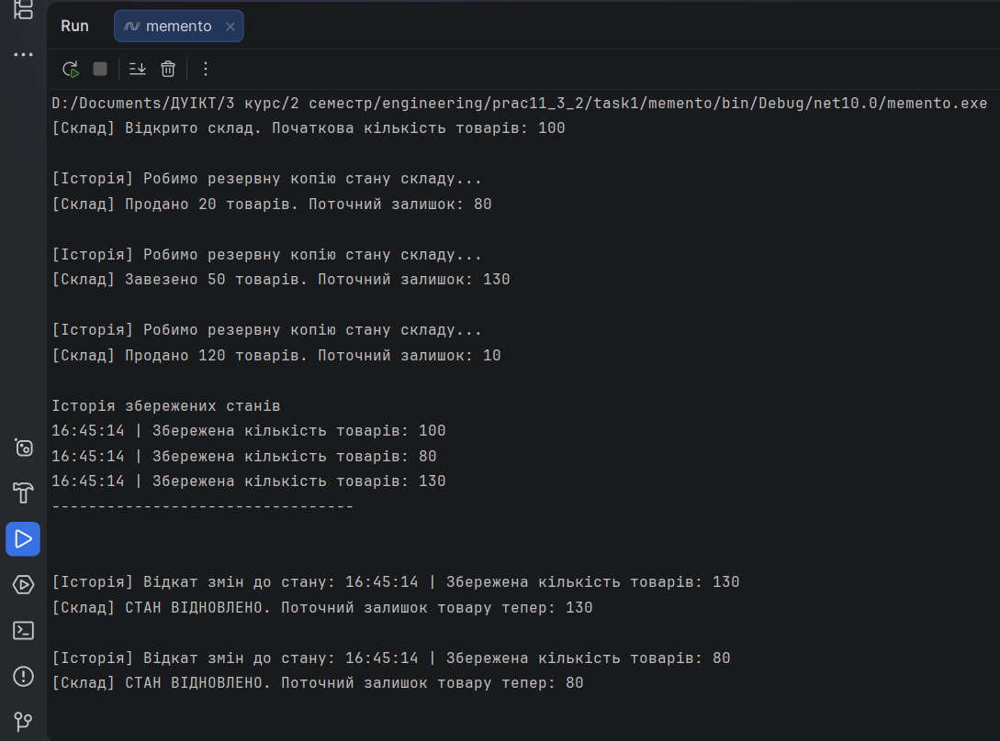 Run memento
D:/Documents/ДУІКТ/3 курс/2 семестр/engineering/prac11_3_2/task1/memento/bin/Debug/net10.0/memento.exe
[Склад] Відкрито склад. Початкова кількість товарів: 100
[Історія] Робимо резервну копію стану складу...
[Склад] Продано 20 товарів. Поточний залишок: 80
[Історія] Робимо резервну копію стану складу...
[Склад] Завезено 50 товарів. Поточний залишок: 130
[Історія] Робимо резервну копію стану складу...
[Склад] Продано 120 товарів. Поточний залишок: 10
Історія збережених станів
16:45:14 | Збережена кількість товарів: 100
16:45:14 | Збережена кількість товарів: 80
16:45:14 | Збережена кількість товарів: 130
---------------------------------
[Історія] Відкат змін до стану: 16:45:14 | Збережена кількість товарів: 130
[Склад] СТАН ВІДНОВЛЕНО. Поточний залишок товару тепер: 130
[Історія] Відкат змін до стану: 16:45:14 | Збережена кількість товарів: 80
[Склад] СТАН ВІДНОВЛЕНО. Поточний залишок товару тепер: 80